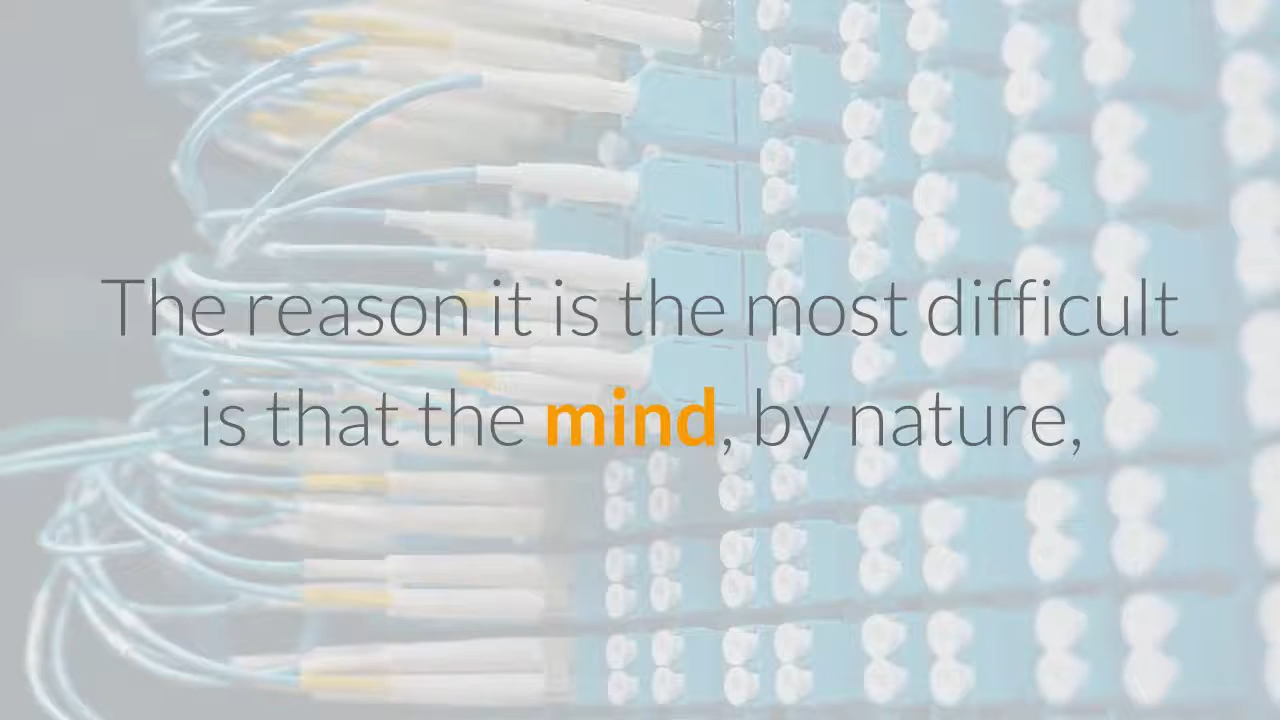 The reason it is the most difficult
is that the mind, by nature,